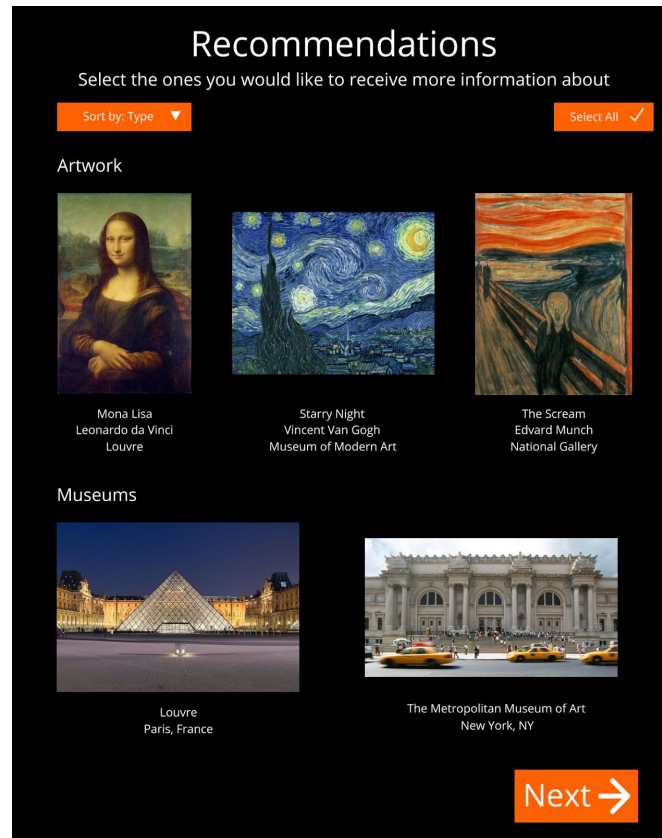 Recommendations
Select the ones you would like to receive more information about
Sort by: Type
Select All
Artwork
Mona Lisa
Leonardo da Vinci
Louvre
Starry Night
Vincent Van Gogh
Museum of Modern Art
The Scream
Edvard Munch
National Gallery
Museums
Louvre
Paris, France
The Metropolitan Museum of Art
New York, NY
Next